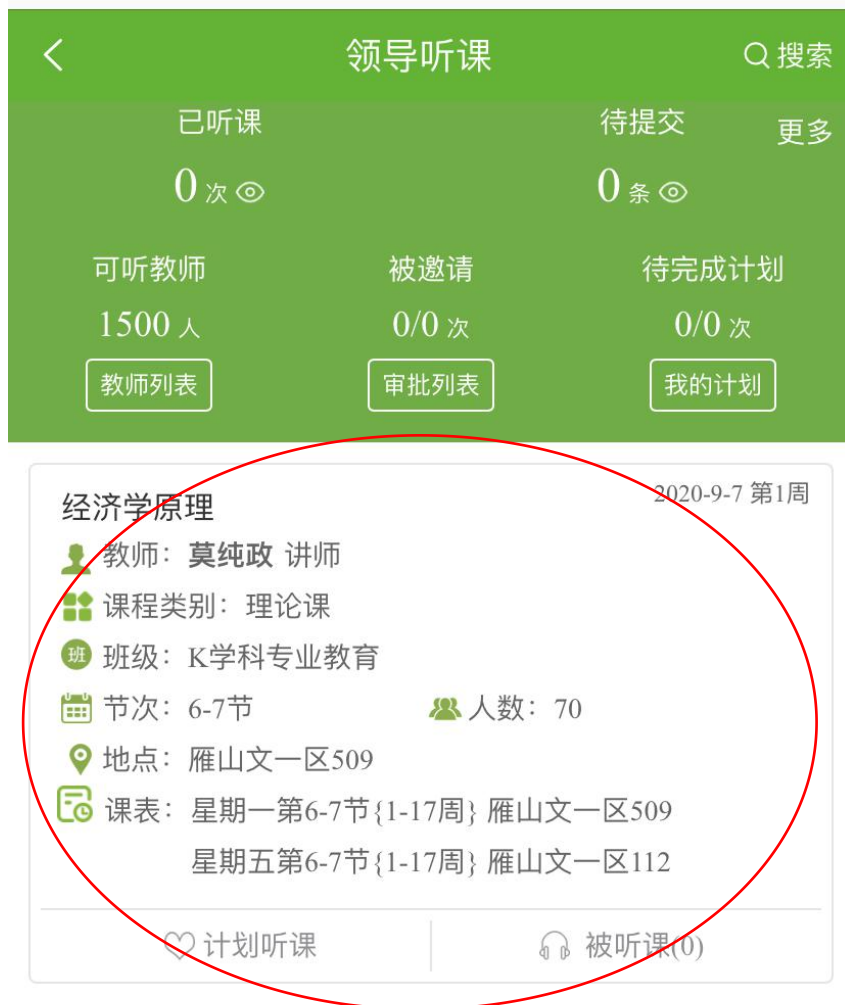 领导听课 搜索
已听课 待提交 更多
0 次 0 条
可听教师 被邀请 待完成计划
1500 人 0/0 次 0/0 次
教师列表 审批列表 我的计划
经济学原理 2020-9-7 第1周
教师：莫纯政 讲师
课程类别：理论课
班 班级：K学科专业教育
节次：6-7节 人数：70
地点：雁山文一区509
课表：星期一第6-7节{1-17周} 雁山文一区509
星期五第6-7节{1-17周} 雁山文一区112
计划听课 被听课(0)